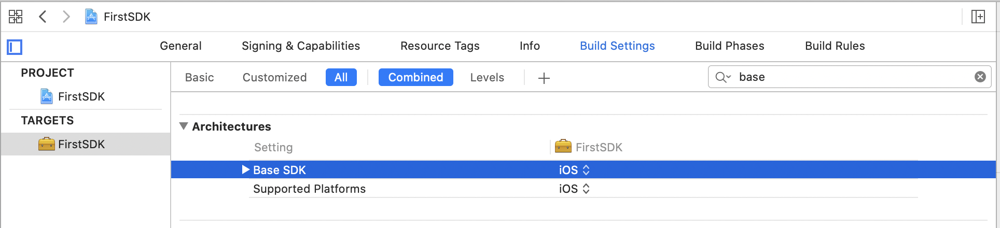 FirstSDK
General Signing & Capabilities Resource Tags Info Build Settings Build Phases Build Rules
PROJECT
FirstSDK
TARGETS
FirstSDK
Basic Customized All Combined Levels base
Architectures
Setting FirstSDK
Base SDK iOS
Supported Platforms iOS